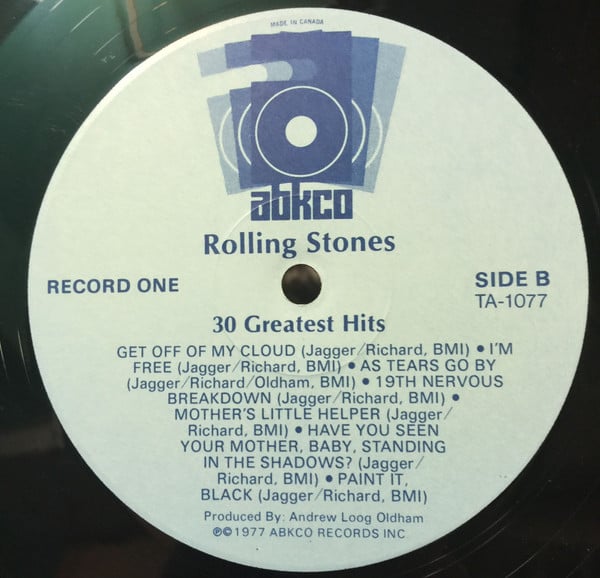 MADE IN CANADA
abkco
Rolling Stones
RECORD ONE
SIDE B
TA-1077
30 Greatest Hits
GET OFF OF MY CLOUD (Jagger/Richard, BMI) • I'M
FREE (Jagger/Richard, BMI) • AS TEARS GO BY
(Jagger/Richard/Oldham, BMI) • 19TH NERVOUS
BREAKDOWN (Jagger/Richard, BMI) •
MOTHER'S LITTLE HELPER (Jagger/
Richard, BMI) • HAVE YOU SEEN
YOUR MOTHER, BABY, STANDING
IN THE SHADOWS? (Jagger/
Richard, BMI) • PAINT IT,
BLACK (Jagger/Richard, BMI)
Produced By: Andrew Loog Oldham
℗©1977 ABKCO RECORDS INC